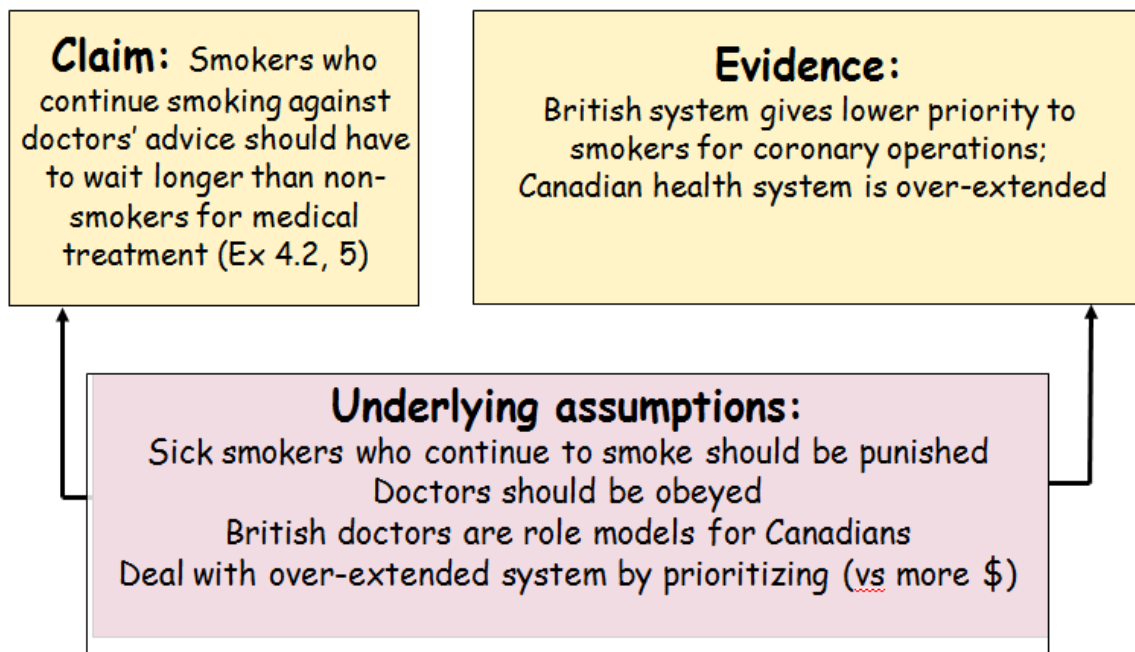 Claim: Smokers who
continue smoking against
doctors' advice should have
to wait longer than non-
smokers for medical
treatment (Ex 4.2, 5)
Evidence:
British system gives lower priority to
smokers for coronary operations;
Canadian health system is over-extended
Underlying assumptions:
Sick smokers who continue to smoke should be punished
Doctors should be obeyed
British doctors are role models for Canadians
Deal with over-extended system by prioritizing (vs more $)